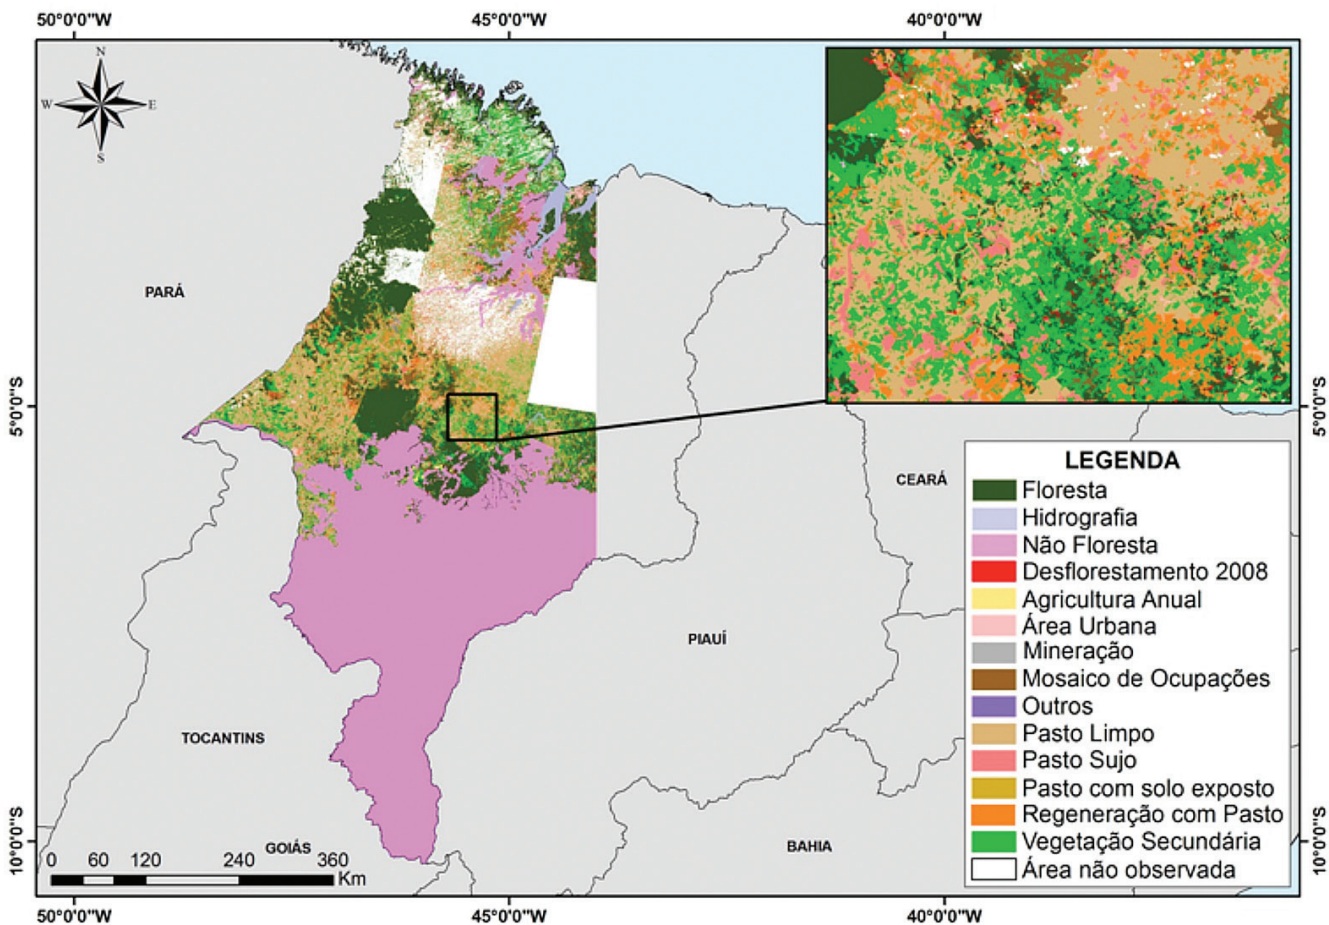 50°0'0"W 45°0'0"W 40°0'0"W
N
W E
S
PARÁ
5°0'0"S 5°0'0"S
CEARÁ
LEGENDA
Floresta
Hidrografia
Não Floresta
Desflorestamento 2008
Agricultura Anual
Área Urbana
Mineração
Mosaico de Ocupações
Outros
Pasto Limpo
Pasto Sujo
Pasto com solo exposto
Regeneração com Pasto
Vegetação Secundária
Área não observada
PIAUÍ
TOCANTINS
BAHIA
GOIÁS
10°0'0"S 10°0'0"S
0 60 120 240 360
Km
50°0'0"W 45°0'0"W 40°0'0"W